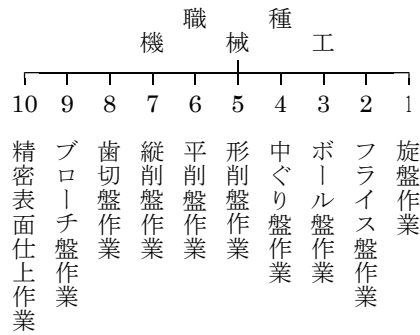 職種
機械工
1 旋盤作業
2 フライス盤作業
3 ボール盤作業
4 中ぐり盤作業
5 形削盤作業
6 平削盤作業
7 縦削盤作業
8 歯切盤作業
9 ブローチ盤作業
10 精密表面仕上作業